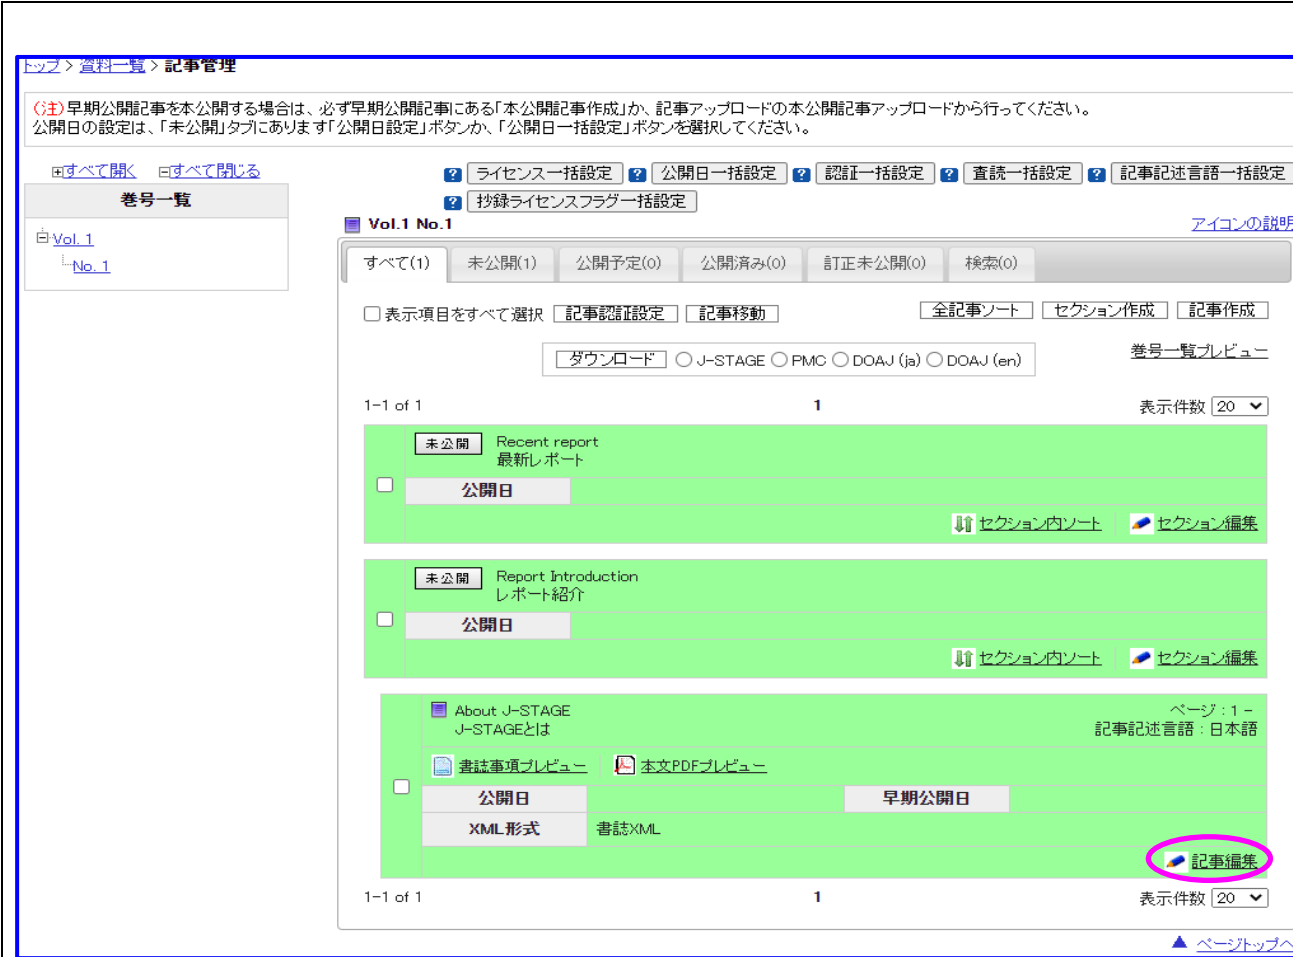 トップ > 資料一覧 > 記事管理
(注)早期公開記事を本公開する場合は、必ず早期公開記事にある「本公開記事作成」か、記事アップロードの本公開記事アップロードから行ってください。
公開日の設定は、「未公開」タブにあります「公開日設定」ボタンか、「公開日一括設定」ボタンを選択してください。
すべて開く すべて閉じる
巻号一覧
Vol. 1
No. 1
? ライセンス一括設定 ? 公開日一括設定 ? 認証一括設定 ? 査読一括設定 ? 記事記述言語一括設定
? 抄録ライセンスフラグ一括設定
Vol.1 No.1 アイコンの説明
すべて(1) 未公開(1) 公開予定(0) 公開済み(0) 訂正未公開(0) 検索(0)
表示項目をすべて選択 記事認証設定 記事移動 全記事ソート セクション作成 記事作成
ダウンロード J-STAGE PMC DOAJ (ja) DOAJ (en) 巻号一覧プレビュー
1-1 of 1 1 表示件数 20
未公開 Recent report
最新レポート
公開日
セクション内ソート セクション編集
未公開 Report Introduction
レポート紹介
公開日
セクション内ソート セクション編集
About J-STAGE ページ : 1 -
J-STAGEとは 記事記述言語 : 日本語
書誌事項プレビュー 本文PDFプレビュー
公開日 早期公開日
XML形式 書誌XML
記事編集
1-1 of 1 1 表示件数 20
ページトップへ